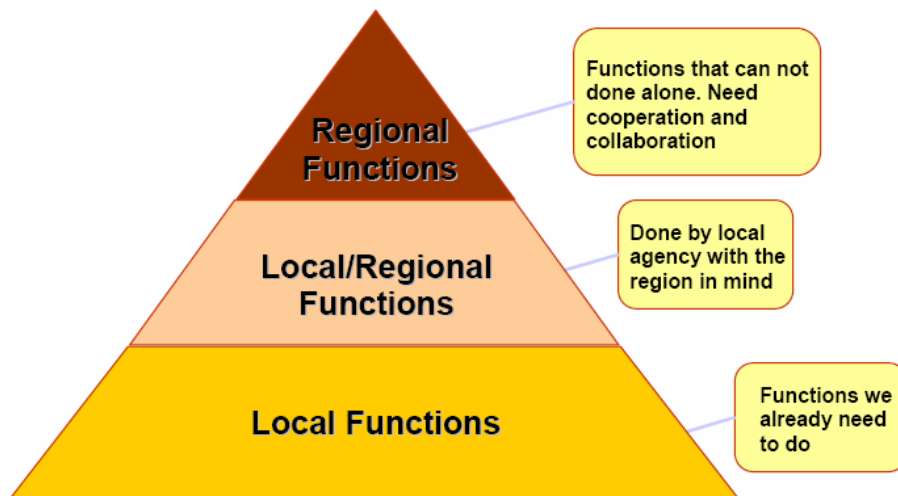 Regional
Functions
Functions that can not
done alone. Need
cooperation and
collaboration
Local/Regional
Functions
Done by local
agency with the
region in mind
Local Functions
Functions we
already need
to do